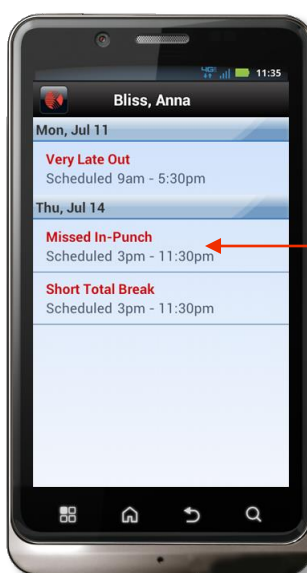 4G 11:35
Bliss, Anna
Mon, Jul 11
Very Late Out
Scheduled 9am - 5:30pm
Thu, Jul 14
Missed In-Punch
Scheduled 3pm - 11:30pm
Short Total Break
Scheduled 3pm - 11:30pm